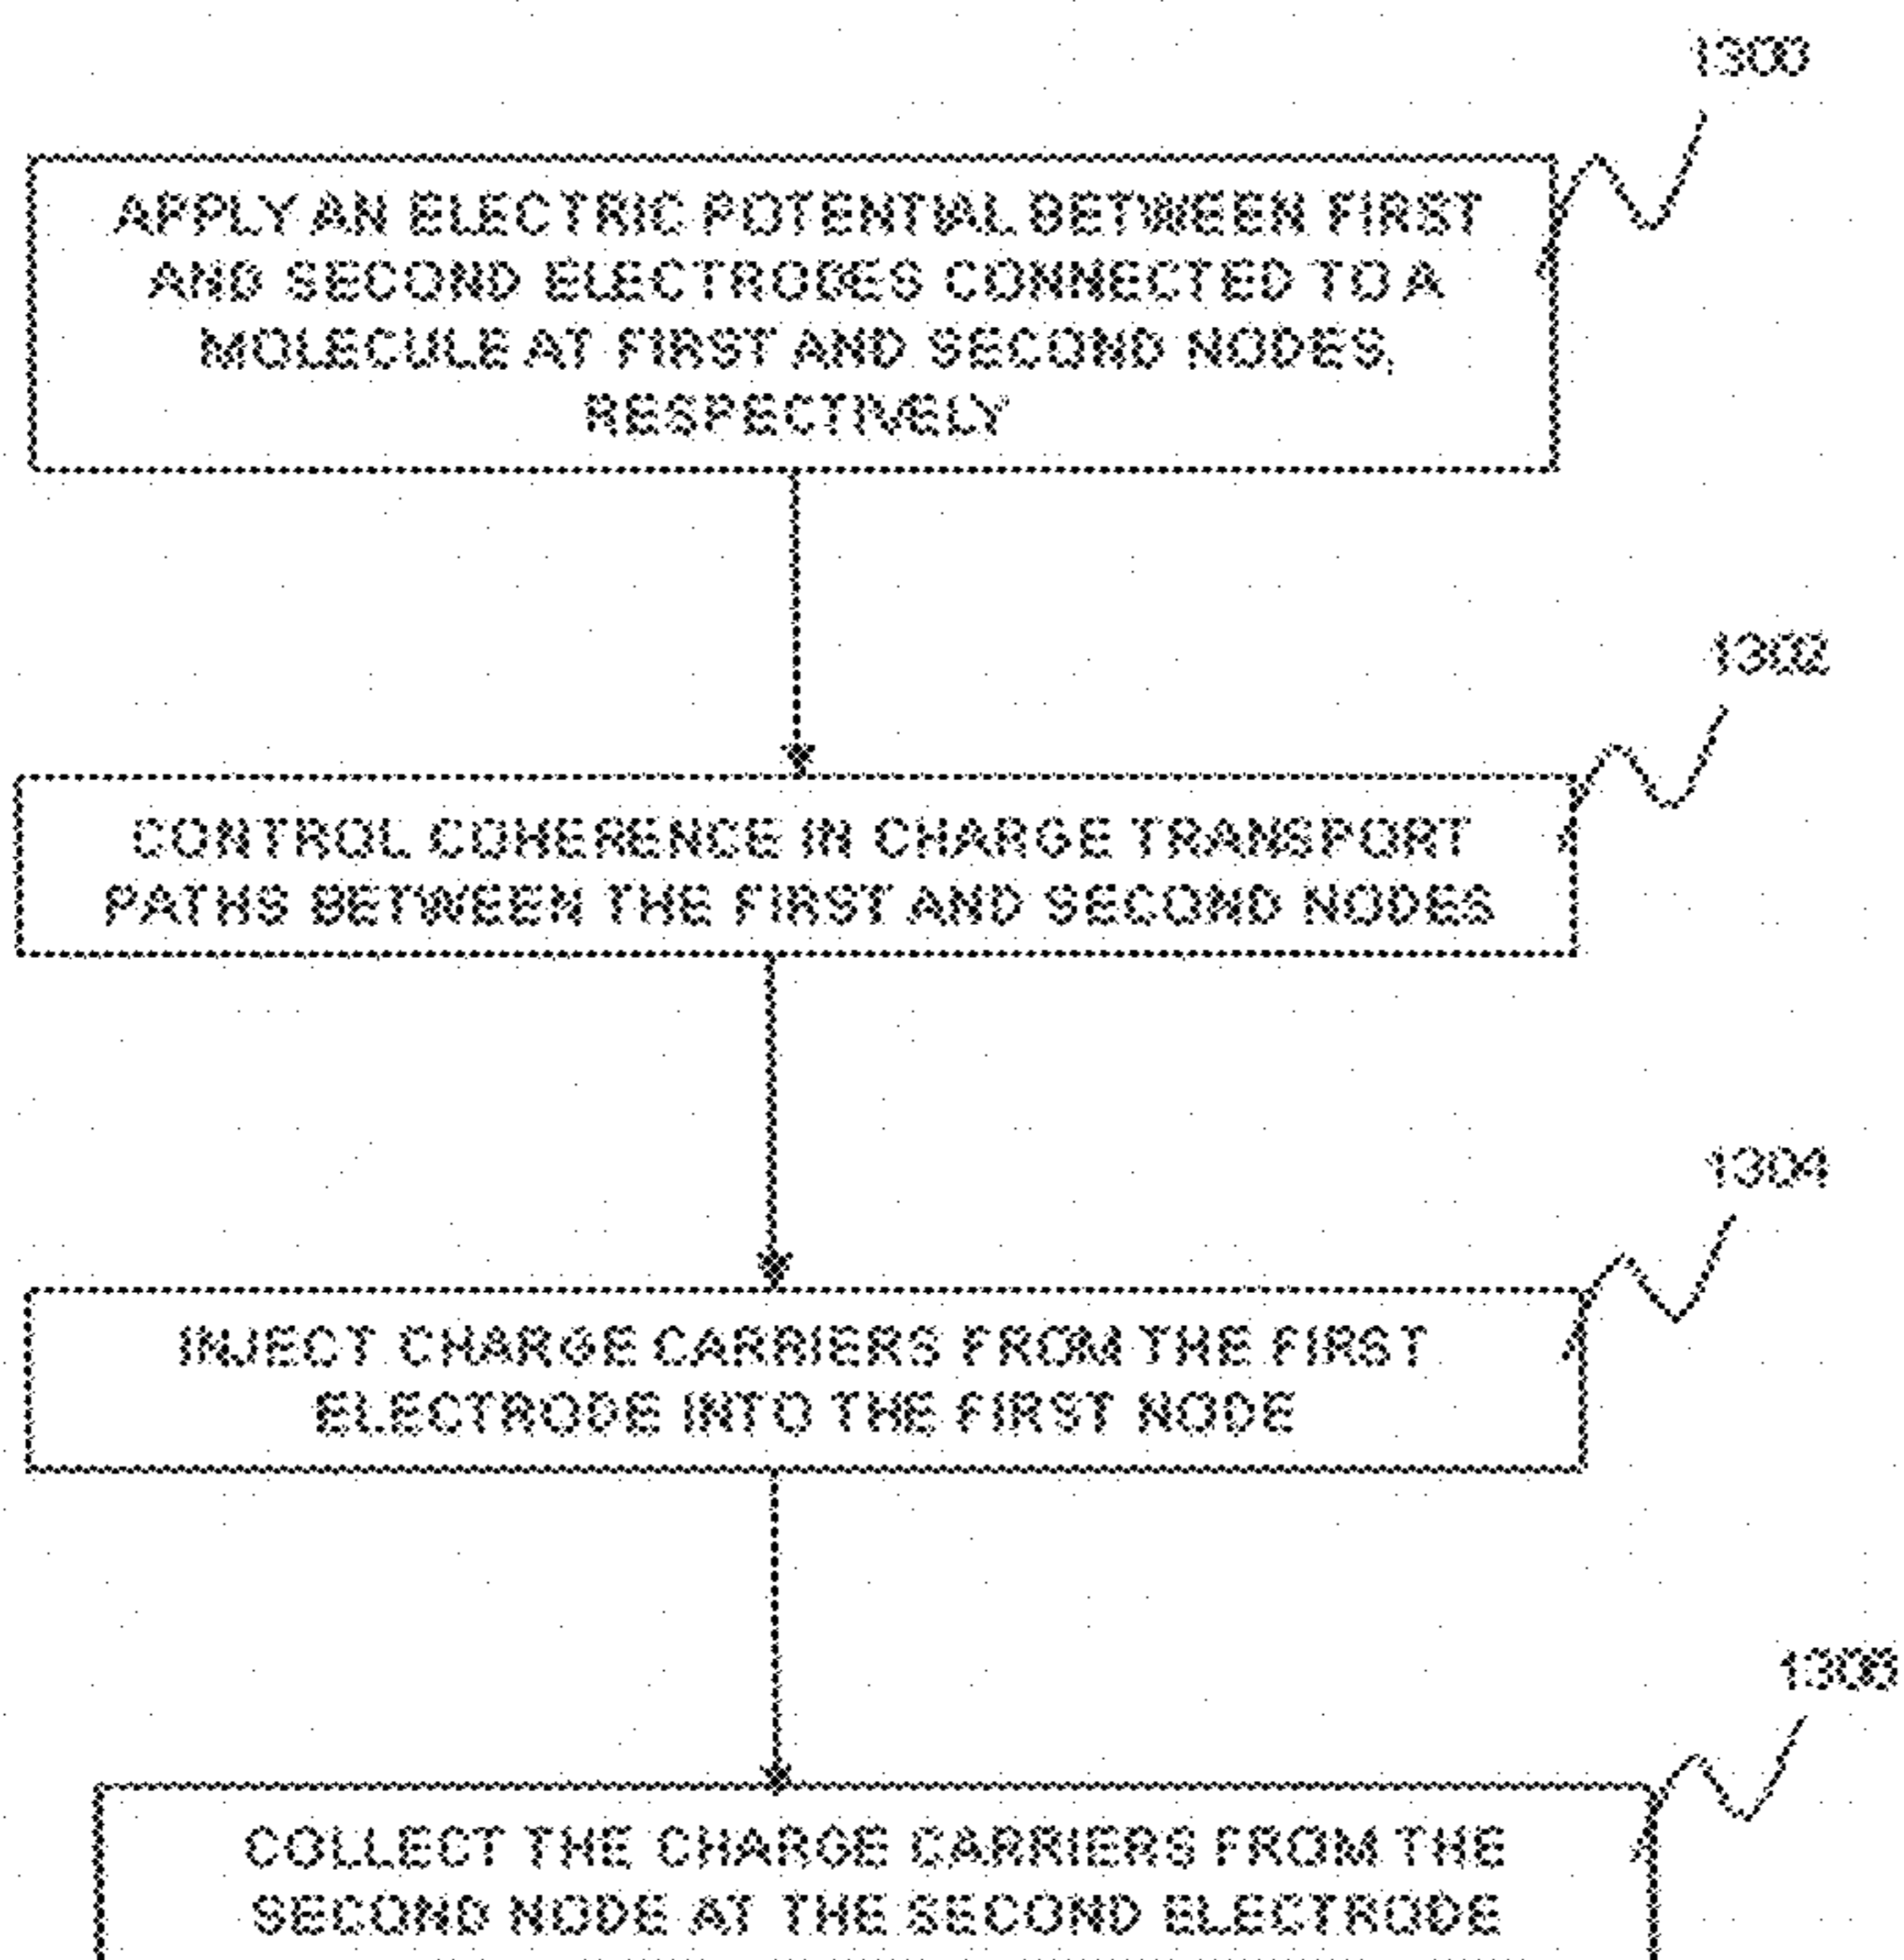 1300
APPLY AN ELECTRIC POTENTIAL BETWEEN FIRST
AND SECOND ELECTRODES CONNECTED TO A
MOLECULE AT FIRST AND SECOND NODES,
RESPECTIVELY
1302
CONTROL COHERENCE IN CHARGE TRANSPORT
PATHS BETWEEN THE FIRST AND SECOND NODES
1304
INJECT CHARGE CARRIERS FROM THE FIRST
ELECTRODE INTO THE FIRST NODE
1306
COLLECT THE CHARGE CARRIERS FROM THE
SECOND NODE AT THE SECOND ELECTRODE